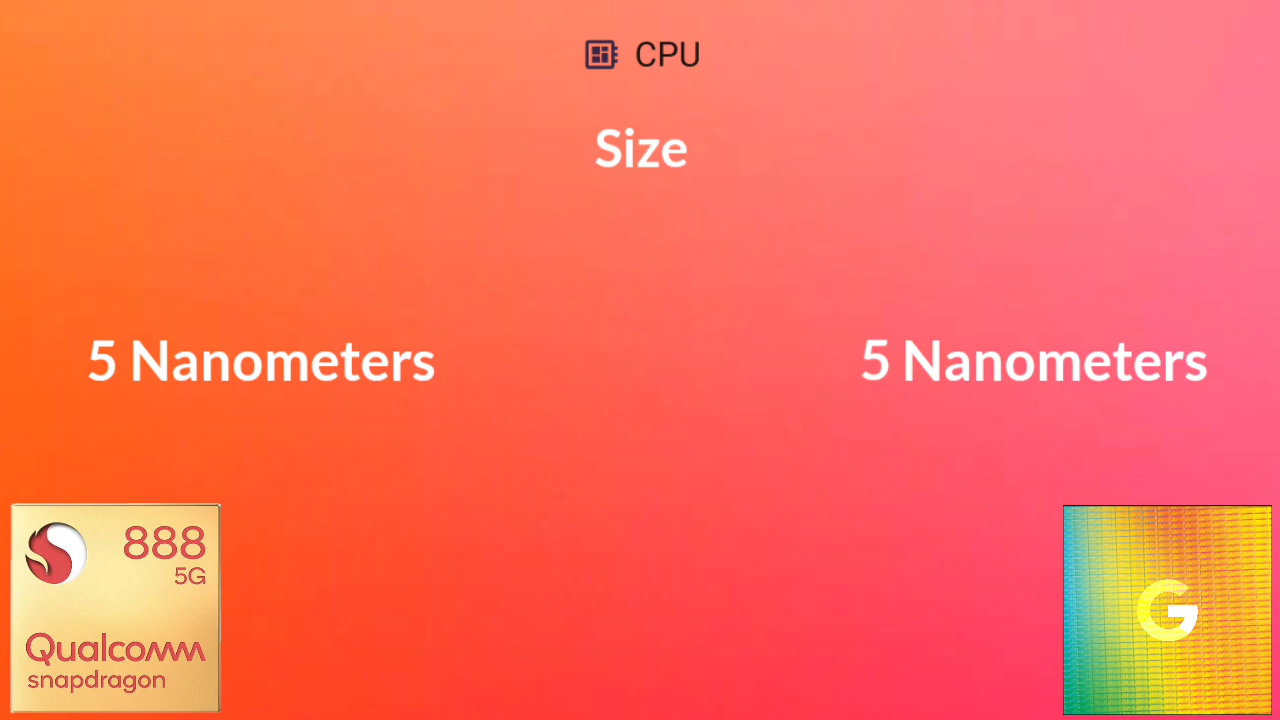 CPU
Size
5 Nanometers
5 Nanometers
888
5G
Qualcomm
snapdragon
G